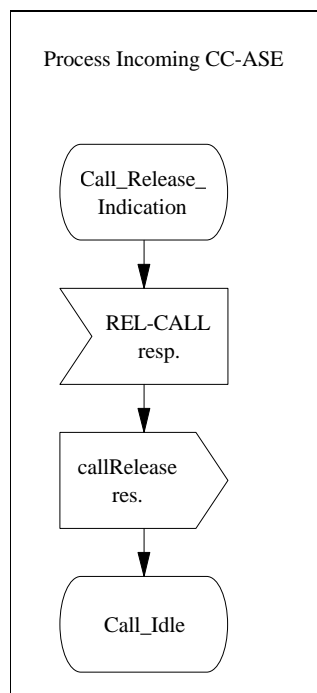 Process Incoming CC-ASE
Call_Release_
Indication
REL-CALL
resp.
callRelease
res.
Call_Idle